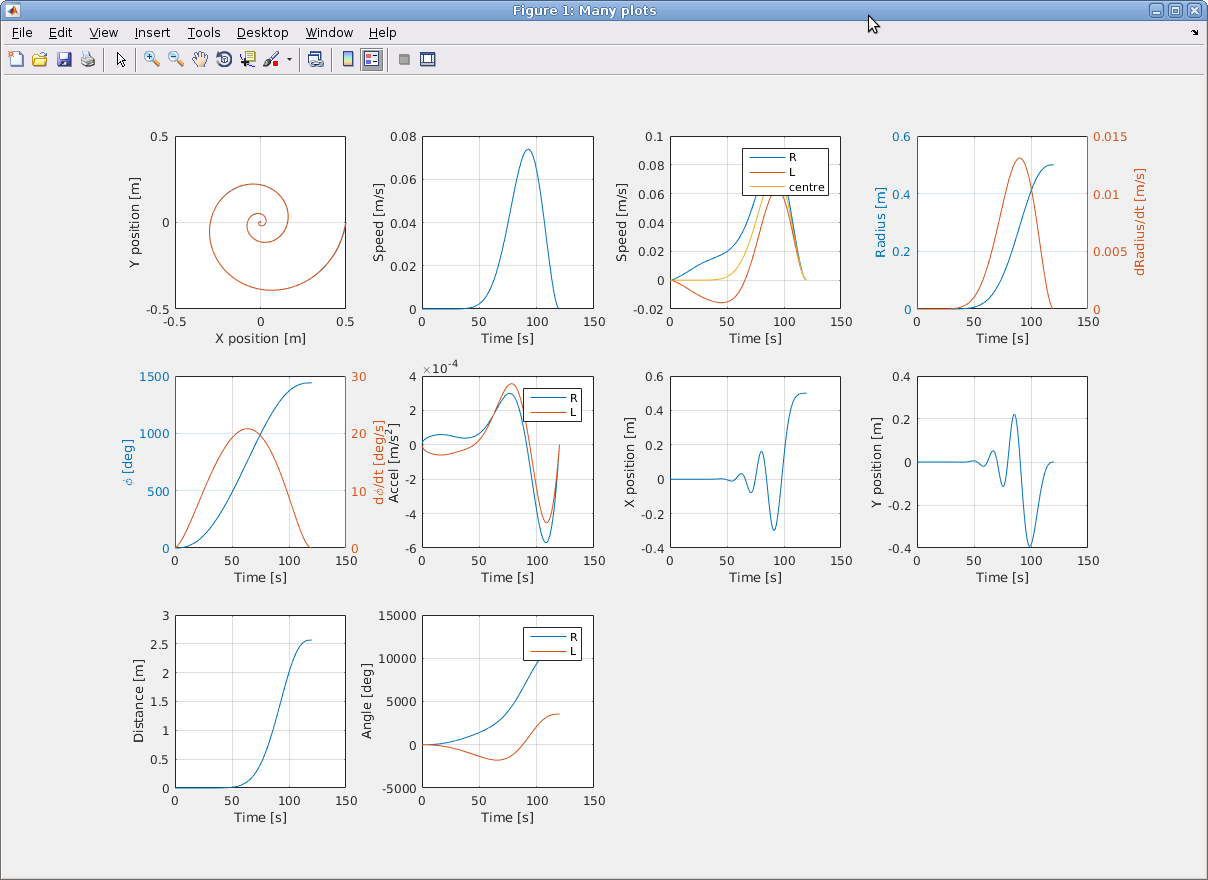 Figure 1: Many plots
File Edit View Insert Tools Desktop Window Help
0.5
0
-0.5
-0.5 0 0.5
Y position [m]
X position [m]
0.08
0.06
0.04
0.02
0
0 50 100 150
Speed [m/s]
Time [s]
0.1
0.08
0.06
0.04
0.02
0
-0.02
0 50 100 150
Speed [m/s]
Time [s]
R
L
centre
0.6
0.4
0.2
0
0.015
0.01
0.005
0
0 50 100 150
Radius [m]
dRadius/dt [m/s]
Time [s]
1500
1000
500
0
30
20
10
0
0 50 100 150
ϕ [deg]
dϕ/dt [deg/s]
Time [s]
×10⁻⁴
4
2
0
-2
-4
-6
0 50 100 150
Accel [m/s²]
Time [s]
R
L
0.6
0.4
0.2
0
-0.2
-0.4
0 50 100 150
X position [m]
Time [s]
0.4
0.2
0
-0.2
-0.4
0 50 100 150
Y position [m]
Time [s]
3
2.5
2
1.5
1
0.5
0
0 50 100 150
Distance [m]
Time [s]
15000
10000
5000
0
-5000
0 50 100 150
Angle [deg]
Time [s]
R
L